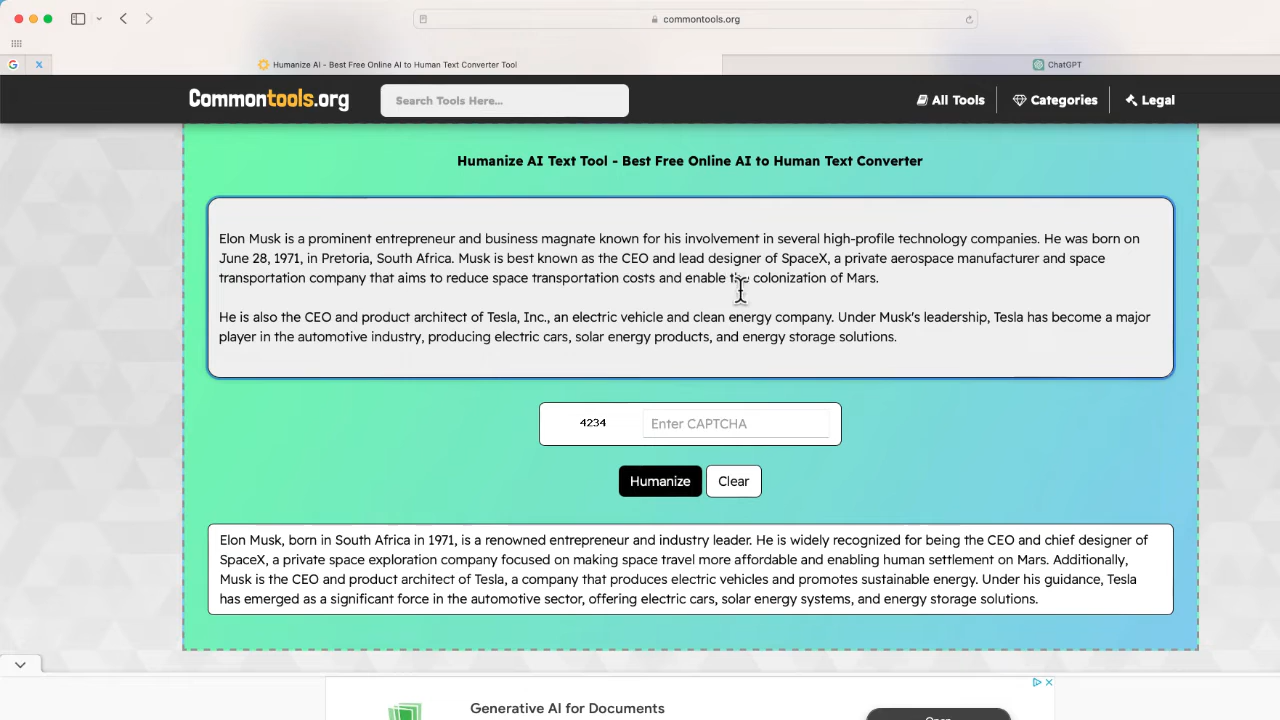 commontools.org
Humanize AI - Best Free Online AI to Human Text Converter Tool
ChatGPT
Commontools.org
Search Tools Here...
All Tools
Categories
Legal
Humanize AI Text Tool - Best Free Online AI to Human Text Converter
Elon Musk is a prominent entrepreneur and business magnate known for his involvement in several high-profile technology companies. He was born on
June 28, 1971, in Pretoria, South Africa. Musk is best known as the CEO and lead designer of SpaceX, a private aerospace manufacturer and space
transportation company that aims to reduce space transportation costs and enable the colonization of Mars.
He is also the CEO and product architect of Tesla, Inc., an electric vehicle and clean energy company. Under Musk's leadership, Tesla has become a major
player in the automotive industry, producing electric cars, solar energy products, and energy storage solutions.
4234
Enter CAPTCHA
Humanize
Clear
Elon Musk, born in South Africa in 1971, is a renowned entrepreneur and industry leader. He is widely recognized for being the CEO and chief designer of
SpaceX, a private space exploration company focused on making space travel more affordable and enabling human settlement on Mars. Additionally,
Musk is the CEO and product architect of Tesla, a company that produces electric vehicles and promotes sustainable energy. Under his guidance, Tesla
has emerged as a significant force in the automotive sector, offering electric cars, solar energy systems, and energy storage solutions.
Generative AI for Documents